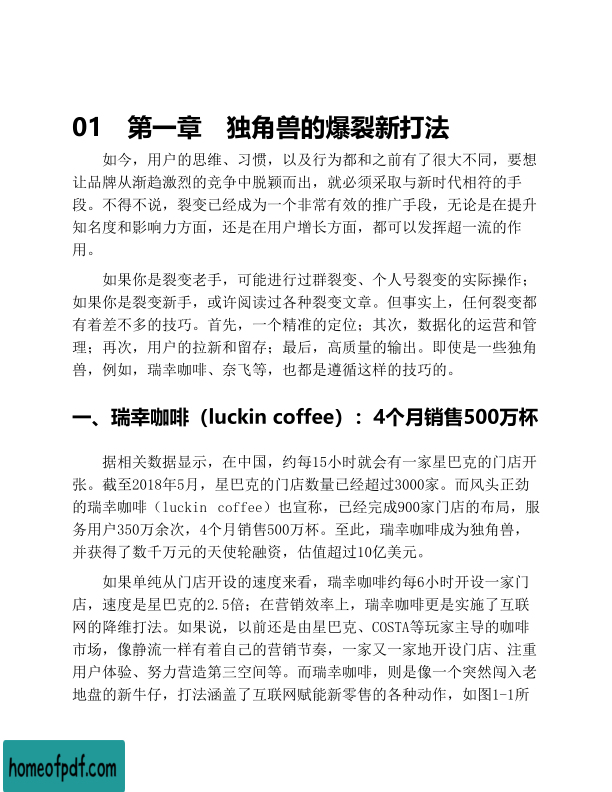 01 第一章 独角兽的爆裂新打法
如今，用户的思维、习惯，以及行为都和之前有了很大不同，要想
让品牌从渐趋激烈的竞争中脱颖而出，就必须采取与新时代相符的手
段。不得不说，裂变已经成为一个非常有效的推广手段，无论是在提升
知名度和影响力方面，还是在用户增长方面，都可以发挥超一流的作
用。
如果你是裂变老手，可能进行过群裂变、个人号裂变的实际操作；
如果你是裂变新手，或许阅读过各种裂变文章。但事实上，任何裂变都
有着差不多的技巧。首先，一个精准的定位；其次，数据化的运营和管
理；再次，用户的拉新和留存；最后，高质量的输出。即使是一些独角
兽，例如，瑞幸咖啡、奈飞等，也都是遵循这样的技巧的。
一、瑞幸咖啡（luckin coffee）：4个月销售500万杯
据相关数据显示，在中国，约每15小时就会有一家星巴克的门店开
张。截至2018年5月，星巴克的门店数量已经超过3000家。而风头正劲
的瑞幸咖啡（luckin coffee）也宣称，已经完成900家门店的布局，服
务用户350万余次，4个月销售500万杯。至此，瑞幸咖啡成为独角兽，
并获得了数千万元的天使轮融资，估值超过10亿美元。
如果单纯从门店开设的速度来看，瑞幸咖啡约每6小时开设一家门
店，速度是星巴克的2.5倍；在营销效率上，瑞幸咖啡更是实施了互联
网的降维打法。如果说，以前还是由星巴克、COSTA等玩家主导的咖啡
市场，像静流一样有着自己的营销节奏，一家又一家地开设门店、注重
用户体验、努力营造第三空间等。而瑞幸咖啡，则是像一个突然闯入老
地盘的新牛仔，打法涵盖了互联网赋能新零售的各种动作，如图1-1所
homeofpdf.com